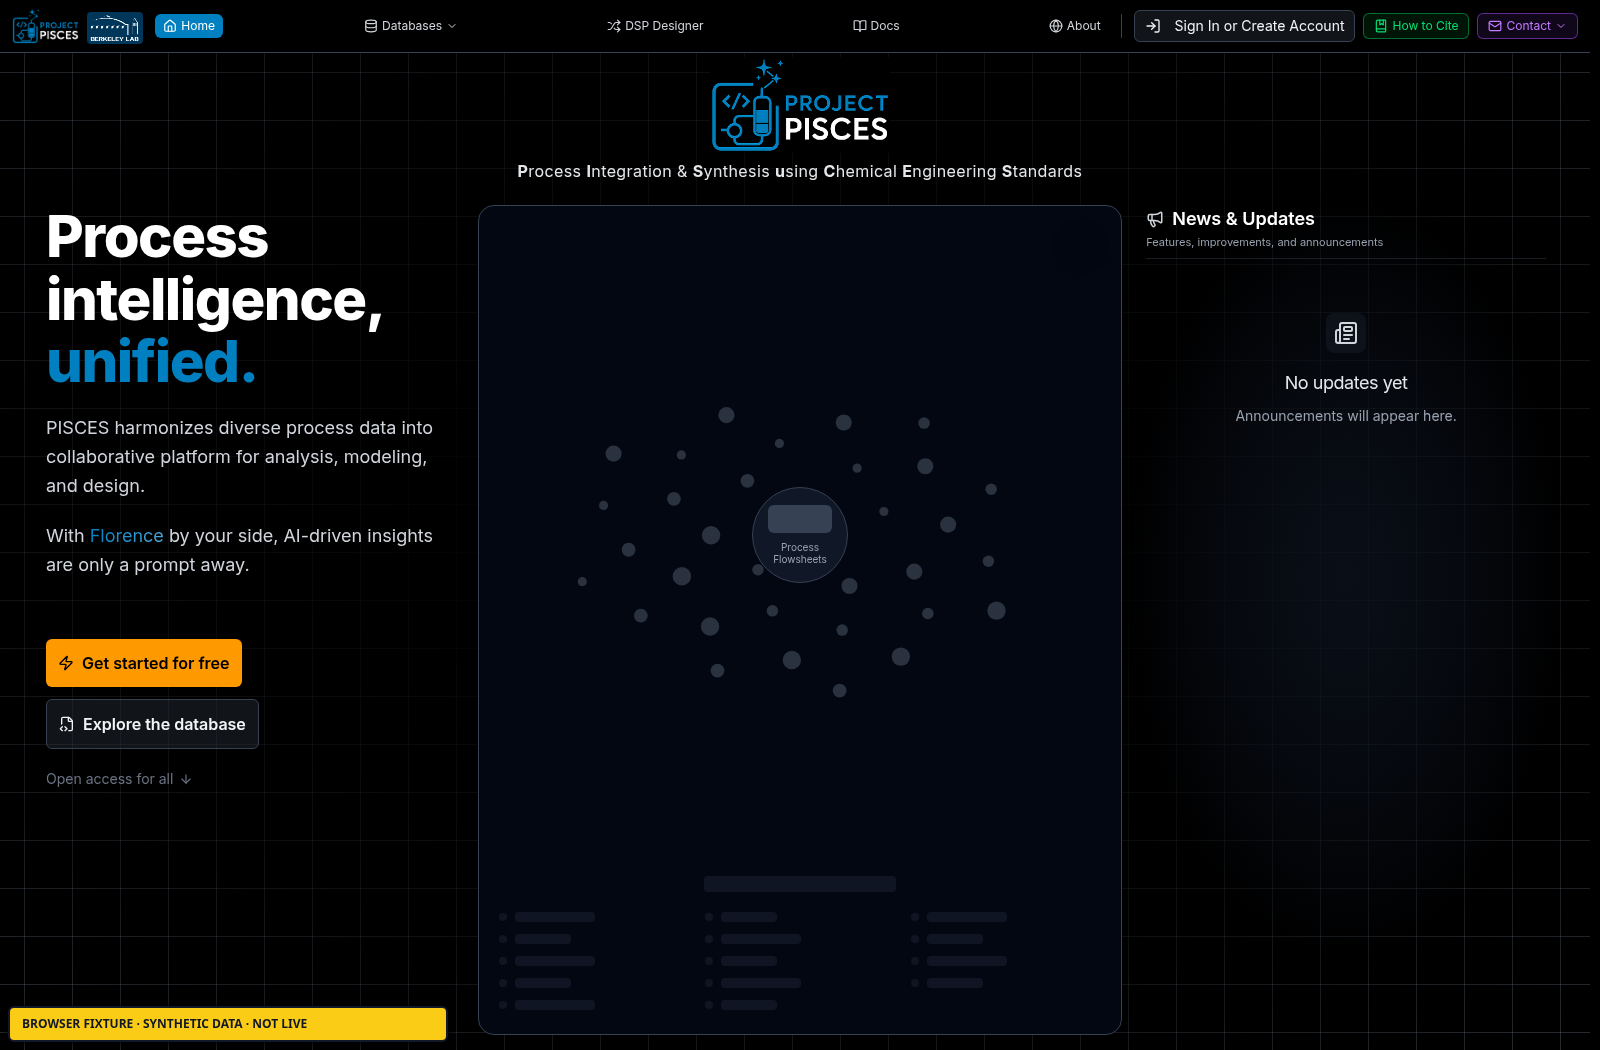 PROJECT
PISCES
BERKELEY LAB
Home
Databases
DSP Designer
Docs
About
Sign In or Create Account
How to Cite
Contact
PROJECT
PISCES
Process Integration & Synthesis using Chemical Engineering Standards
Process
intelligence,
unified.
PISCES harmonizes diverse process data into
collaborative platform for analysis, modeling,
and design.
With Florence by your side, AI-driven insights
are only a prompt away.
Get started for free
Explore the database
Open access for all
Process
Flowsheets
News & Updates
Features, improvements, and announcements
No updates yet
Announcements will appear here.
BROWSER FIXTURE · SYNTHETIC DATA · NOT LIVE